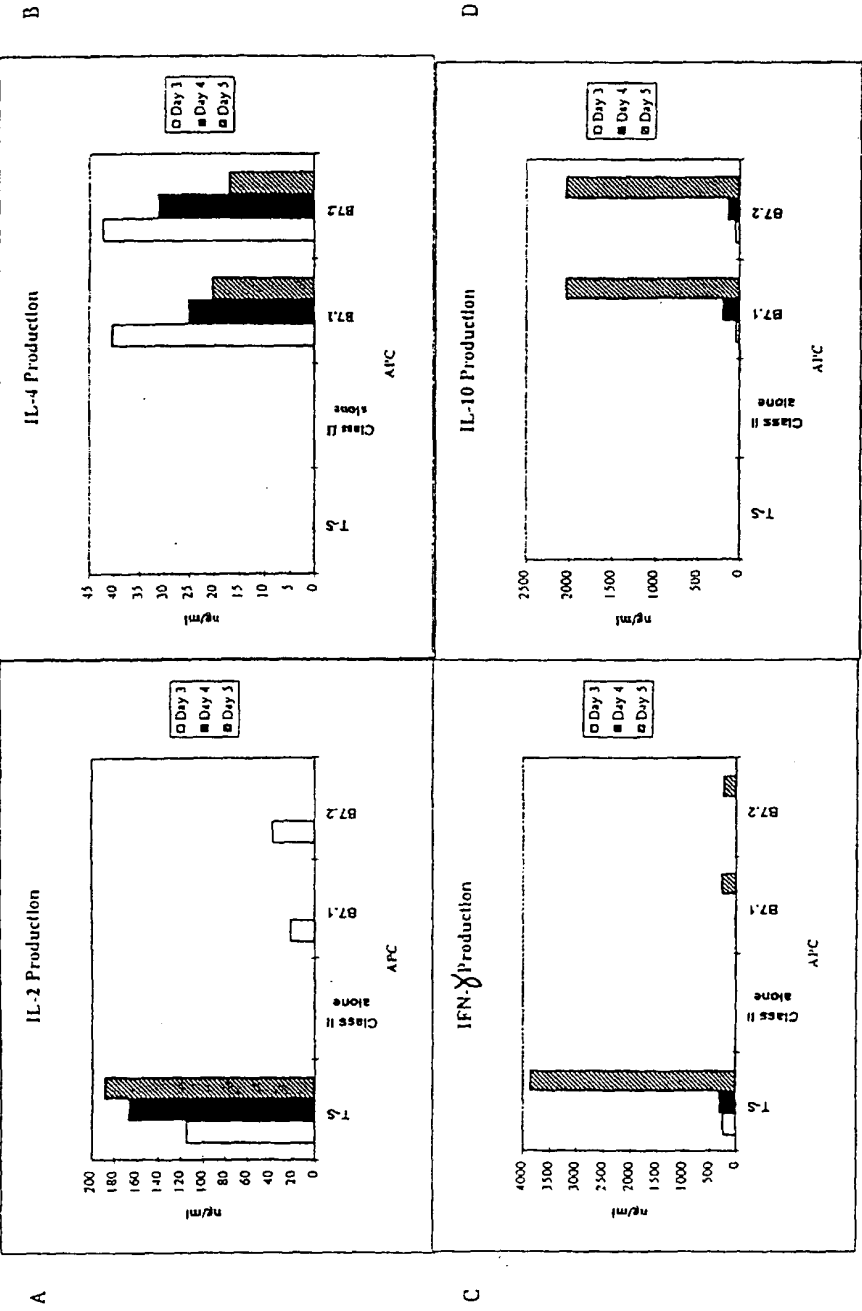 A
IL-2 Production
ng/ml
200
180
160
140
120
100
80
60
40
20
0
T-S
Class II
alone
B7.1
B7.2
APC
Day 3
Day 4
Day 5
B
IL-4 Production
ng/ml
45
40
35
30
25
20
15
10
5
0
T-S
Class II
alone
B7.1
B7.2
APC
Day 3
Day 4
Day 5
C
IFN-γ Production
ng/ml
4000
3500
3000
2500
2000
1500
1000
500
0
T-S
Class II
alone
B7.1
B7.2
APC
Day 3
Day 4
Day 5
D
IL-10 Production
ng/ml
2500
2000
1500
1000
500
0
T-S
Class II
alone
B7.1
B7.2
APC
Day 3
Day 4
Day 5